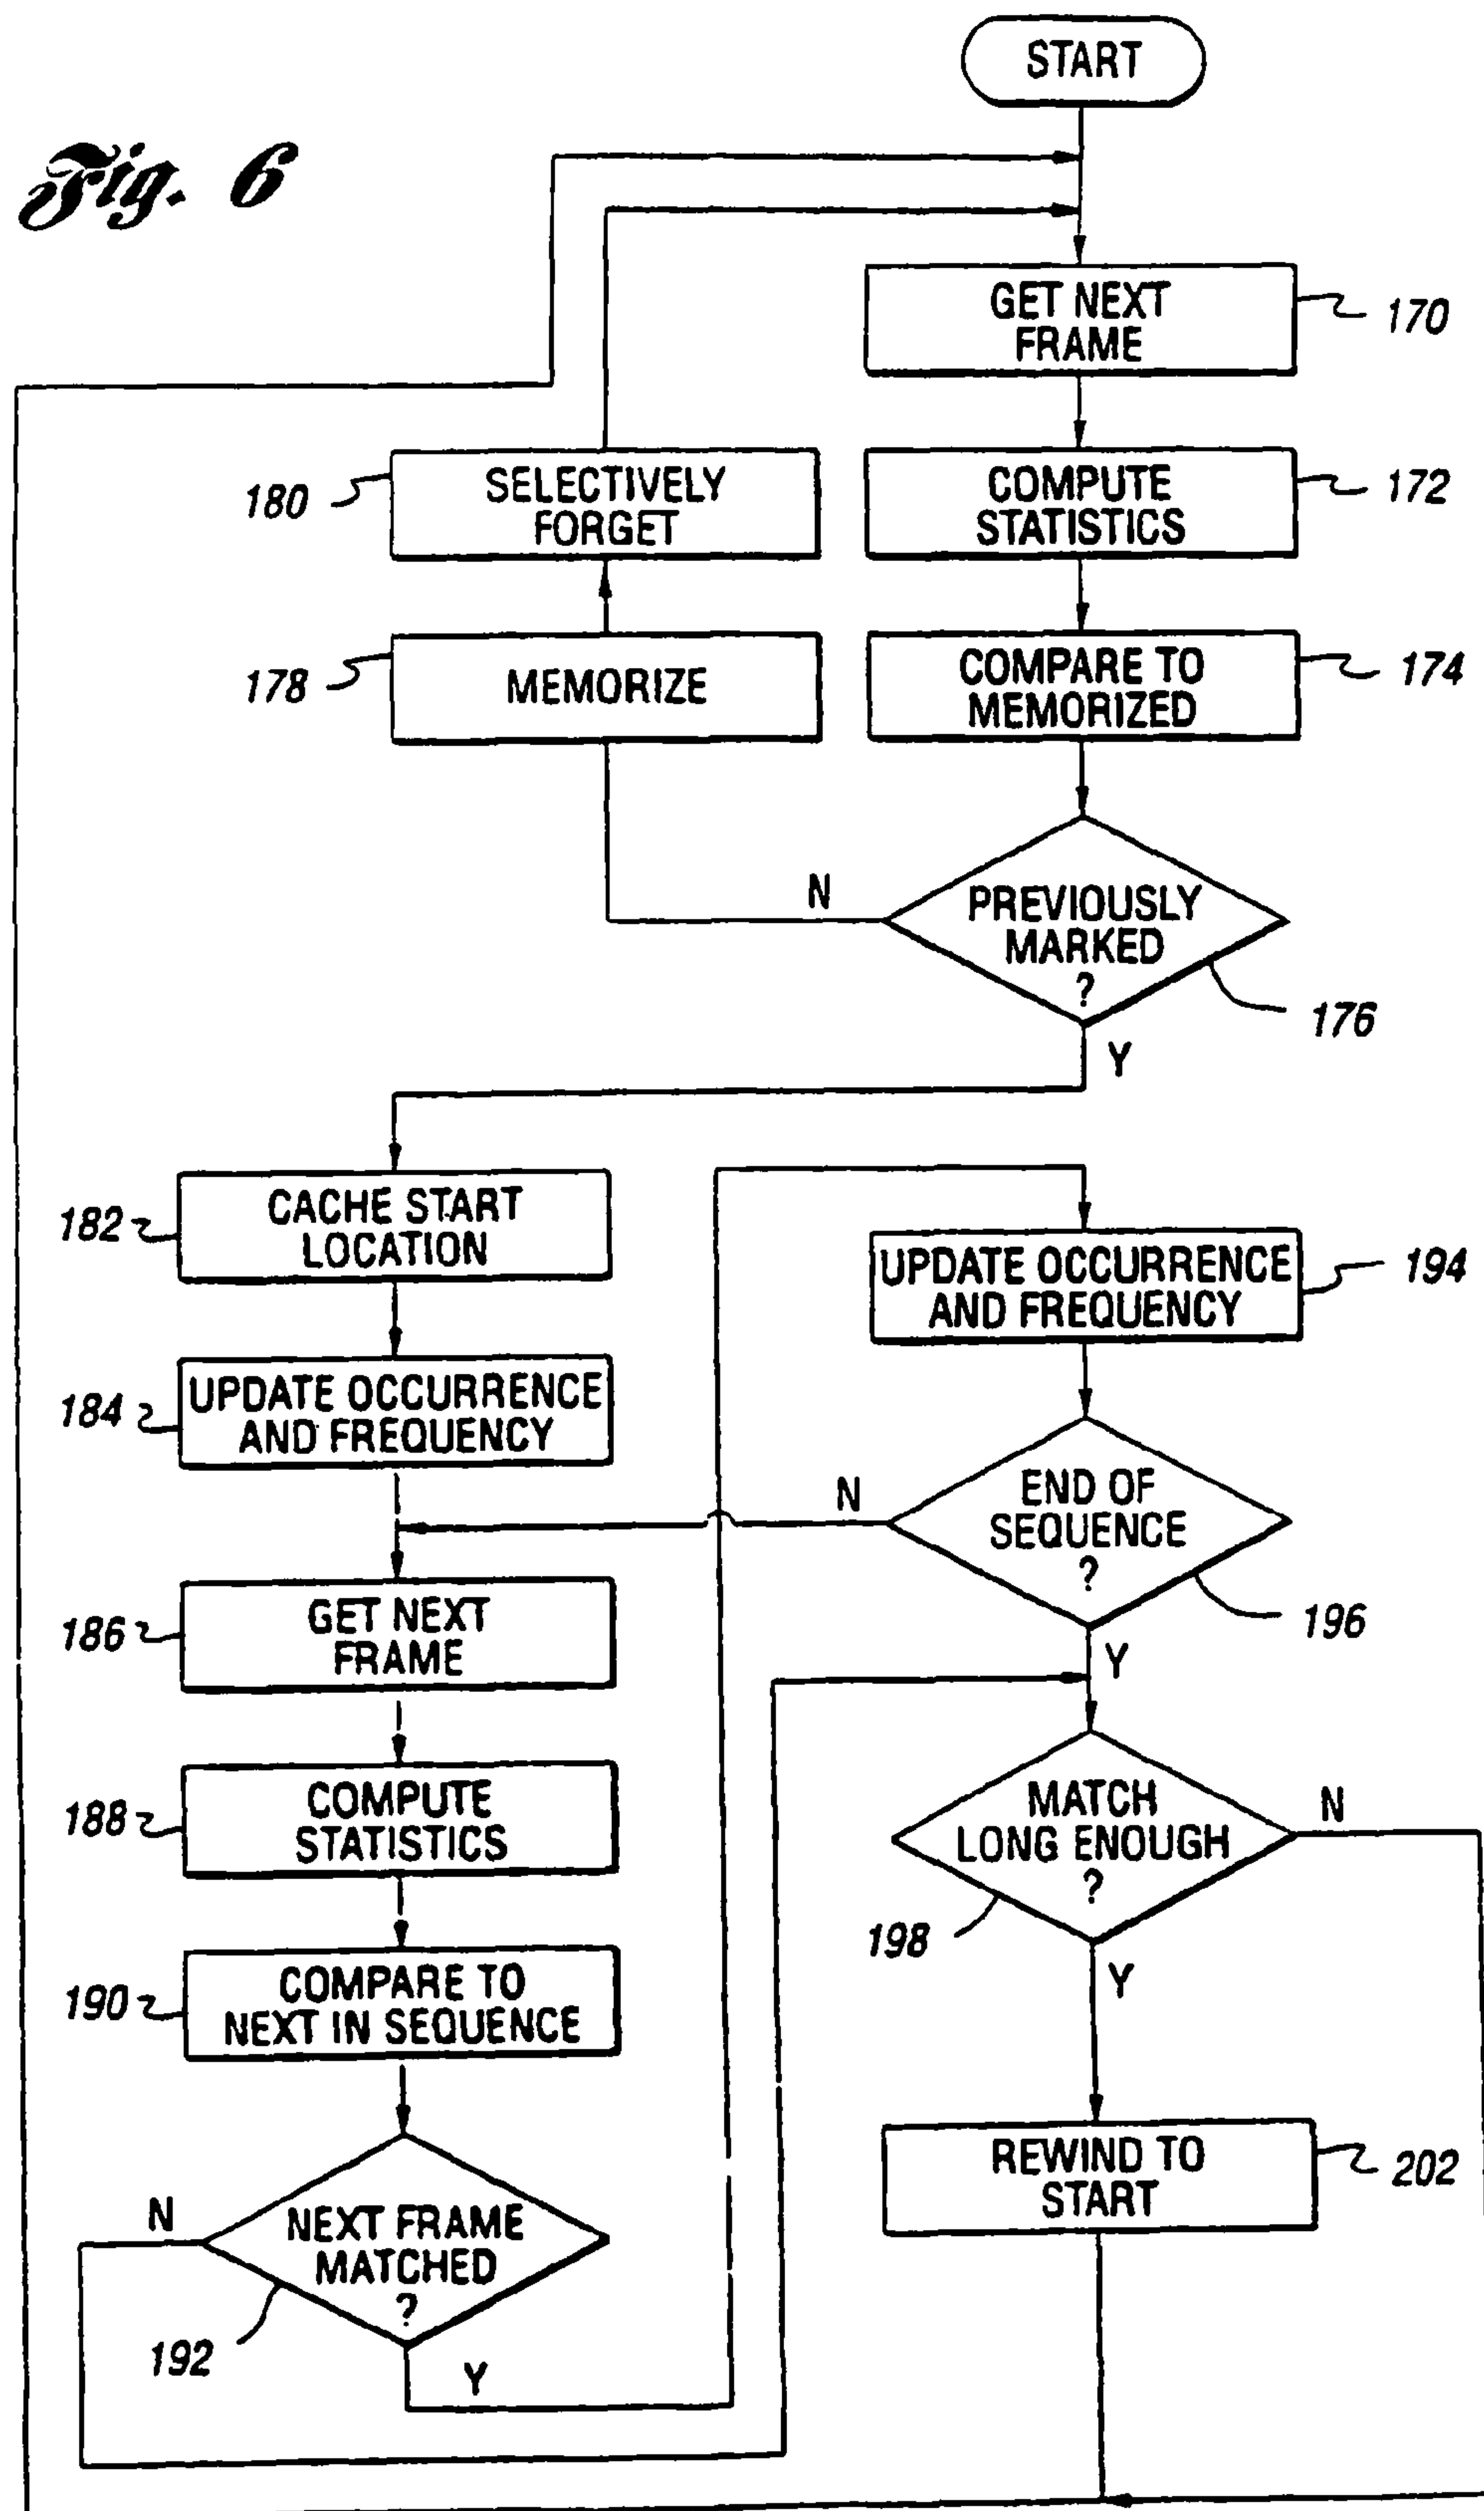 Fig. 6
START
GET NEXT
FRAME
170
SELECTIVELY
FORGET
180
COMPUTE
STATISTICS
172
MEMORIZE
178
COMPARE TO
MEMORIZED
174
N
PREVIOUSLY
MARKED
?
176
Y
CACHE START
LOCATION
182
UPDATE OCCURRENCE
AND FREQUENCY
194
UPDATE OCCURRENCE
AND FREQUENCY
184
N
END OF
SEQUENCE
?
196
Y
GET NEXT
FRAME
186
COMPUTE
STATISTICS
188
MATCH
LONG ENOUGH
?
N
198
Y
COMPARE TO
NEXT IN SEQUENCE
190
REWIND TO
START
202
N
NEXT FRAME
MATCHED
?
192
Y